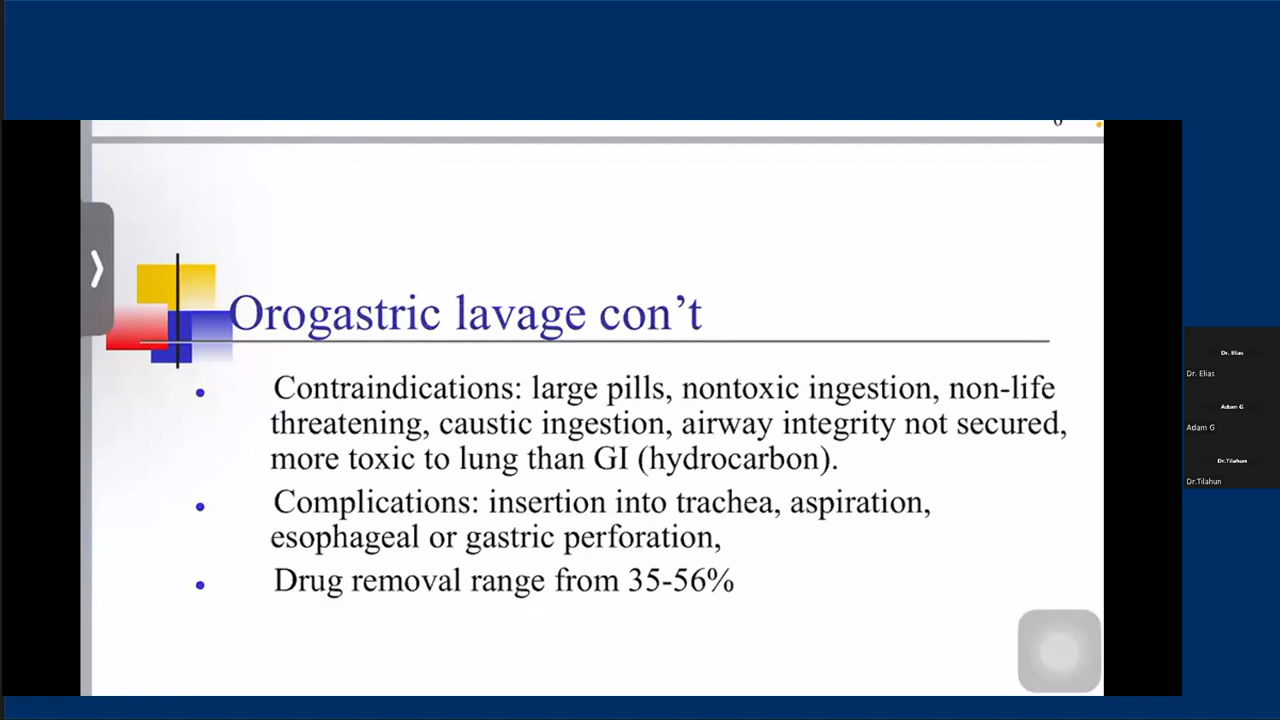 Orogastric lavage con’t
• Contraindications: large pills, nontoxic ingestion, non-life
threatening, caustic ingestion, airway integrity not secured,
more toxic to lung than GI (hydrocarbon).
• Complications: insertion into trachea, aspiration,
esophageal or gastric perforation,
• Drug removal range from 35-56%
Dr. Elias
Dr. Elias
Adam G
Adam G
Dr.Tilahun
Dr.Tilahun